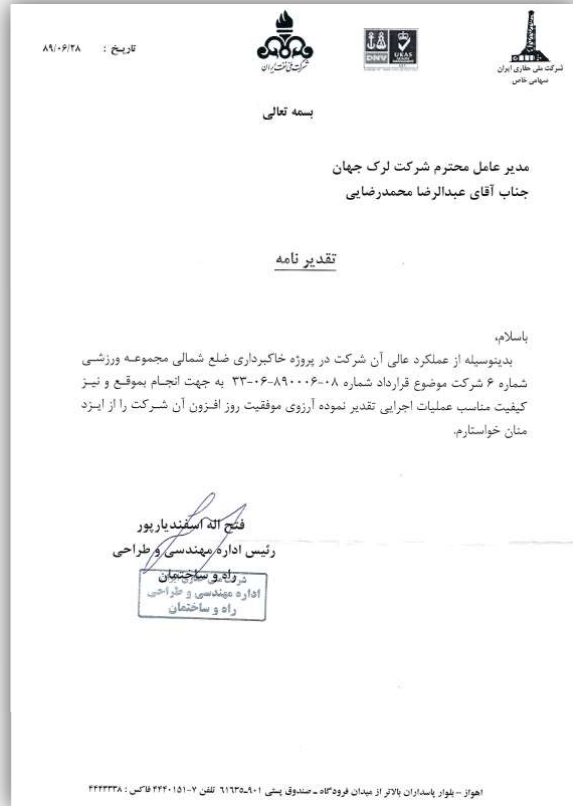 تاریخ : ۸۹/۰۶/۲۸
شرکت ملی نفت ایران
DNV
UKAS
شرکت ملی حفاری ایران
سهامی خاص
بسمه تعالی
مدیر عامل محترم شرکت لرک جهان
جناب آقای عبدالرضا محمدرضایی
تقدیر نامه
باسلام،
بدینوسیله از عملکرد عالی آن شرکت در پروژه خاکبرداری ضلع شمالی مجموعه ورزشی
شماره ۶ شرکت موضوع قرارداد شماره ۰۸-۸۹۰۰۰۶-۰۶-۳۳ به جهت انجام بموقع و نیز
کیفیت مناسب عملیات اجرایی تقدیر نموده آرزوی موفقیت روز افزون آن شرکت را از ایزد
منان خواستارم.
فتح اله اسفندیارپور
رئیس اداره مهندسی و طراحی
راه و ساختمان
اداره مهندسی و طراحی
راه و ساختمان
اهواز – بلوار پاسداران بالاتر از میدان فرودگاه – صندوق پستی ۹۰۱-۶۱۶۳۵ تلفن ۷-۴۴۴۰۱۵۱ فاکس : ۴۴۴۳۳۳۸